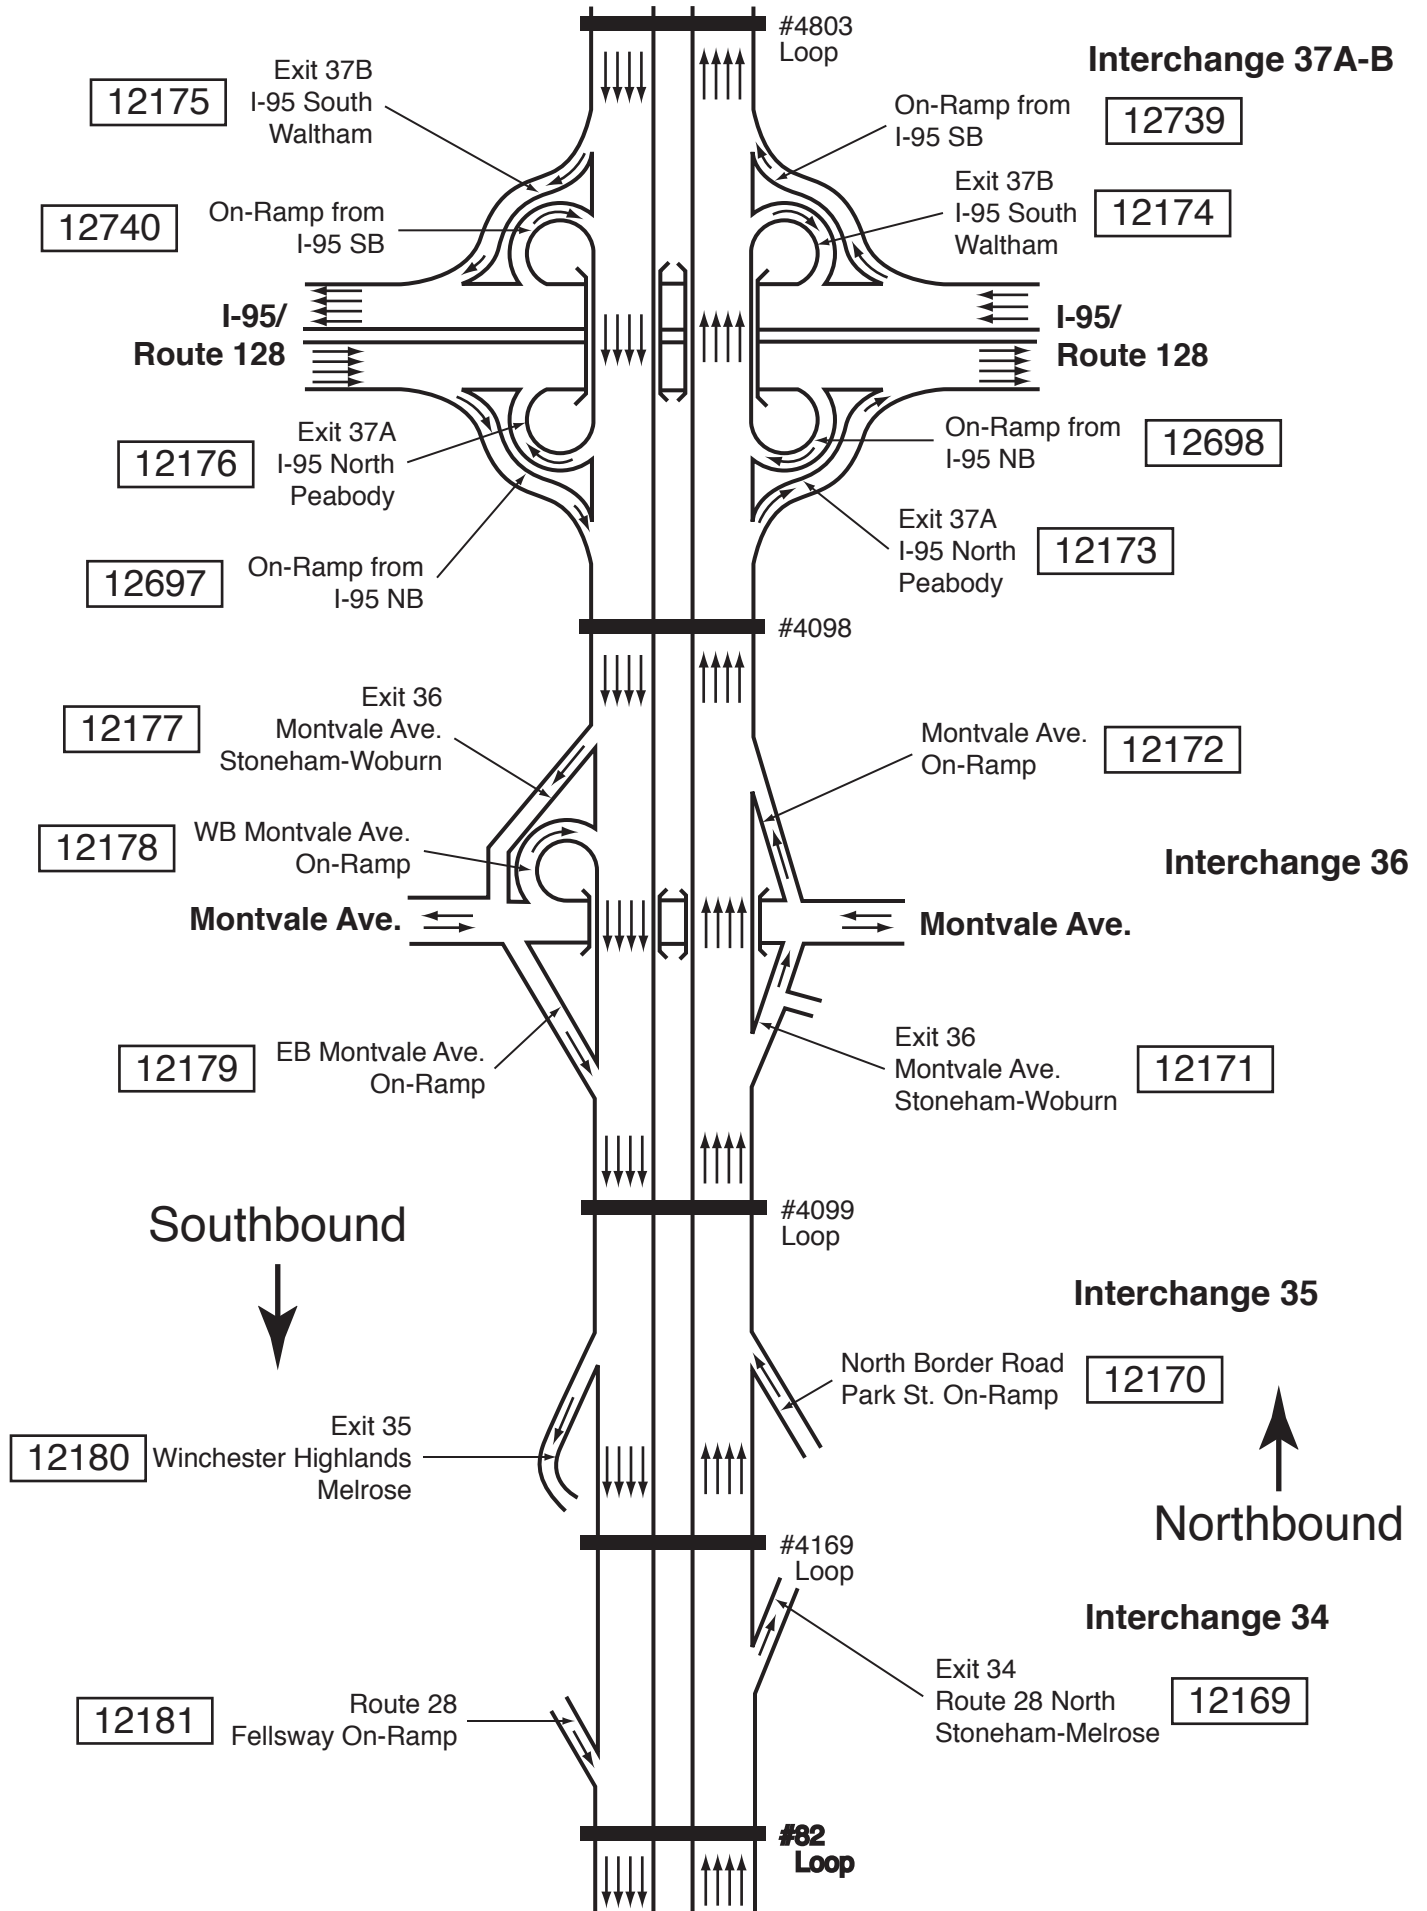 #4803
Loop
Interchange 37A-B
Exit 37B
I-95 South
Waltham
12175
On-Ramp from
I-95 SB
12739
Exit 37B
I-95 South
Waltham
12174
12740
On-Ramp from
I-95 SB
I-95/
Route 128
I-95/
Route 128
Exit 37A
I-95 North
Peabody
12176
On-Ramp from
I-95 NB
12698
Exit 37A
I-95 North
Peabody
12173
12697
On-Ramp from
I-95 NB
#4098
Exit 36
Montvale Ave.
Stoneham-Woburn
12177
Montvale Ave.
On-Ramp
12172
12178
WB Montvale Ave.
On-Ramp
Interchange 36
Montvale Ave.
Montvale Ave.
12179
EB Montvale Ave.
On-Ramp
Exit 36
Montvale Ave.
Stoneham-Woburn
12171
#4099
Loop
Southbound
Interchange 35
North Border Road
Park St. On-Ramp
12170
12180
Exit 35
Winchester Highlands
Melrose
Northbound
#4169
Loop
Interchange 34
Exit 34
Route 28 North
Stoneham-Melrose
12169
12181
Route 28
Fellsway On-Ramp
#82
Loop